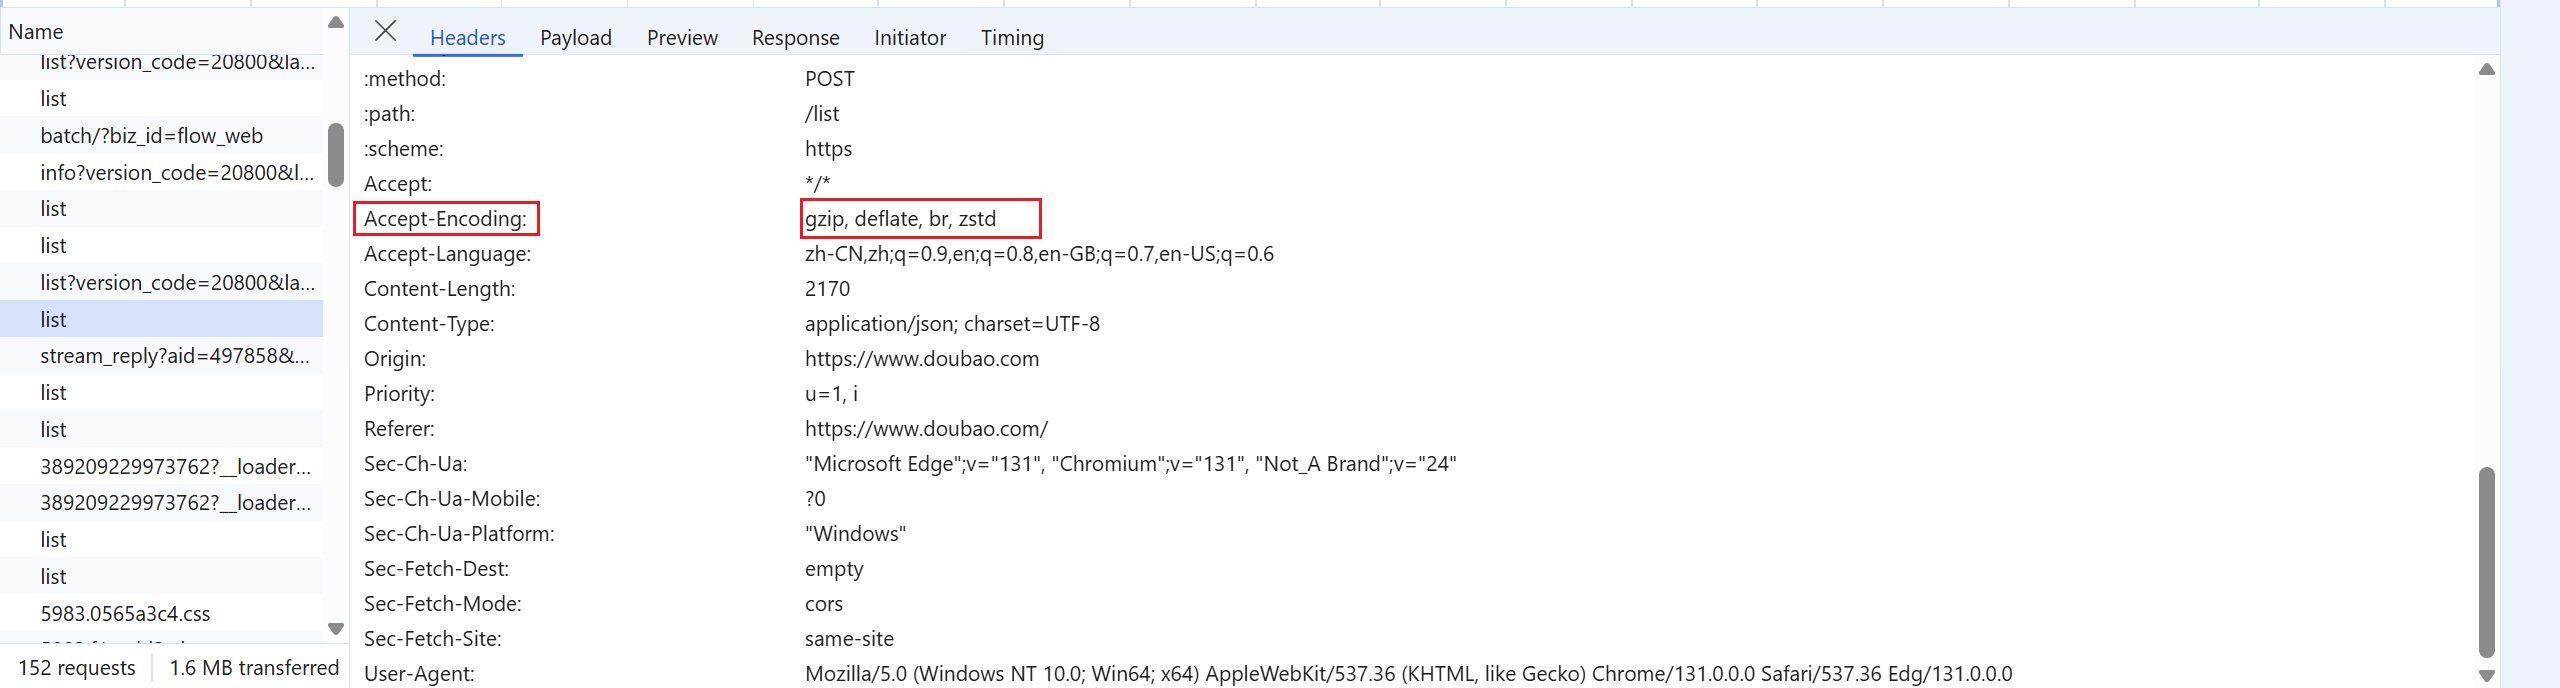 Name
list?version_code=20800&la...
list
batch/?biz_id=flow_web
info?version_code=20800&l...
list
list
list?version_code=20800&la...
list
stream_reply?aid=497858&...
list
list
389209229973762?__loader...
389209229973762?__loader...
list
list
5983.0565a3c4.css
152 requests 1.6 MB transferred
Headers Payload Preview Response Initiator Timing
:method: POST
:path: /list
:scheme: https
Accept: */*
Accept-Encoding: gzip, deflate, br, zstd
Accept-Language: zh-CN,zh;q=0.9,en;q=0.8,en-GB;q=0.7,en-US;q=0.6
Content-Length: 2170
Content-Type: application/json; charset=UTF-8
Origin: https://www.doubao.com
Priority: u=1, i
Referer: https://www.doubao.com/
Sec-Ch-Ua: "Microsoft Edge";v="131", "Chromium";v="131", "Not_A Brand";v="24"
Sec-Ch-Ua-Mobile: ?0
Sec-Ch-Ua-Platform: "Windows"
Sec-Fetch-Dest: empty
Sec-Fetch-Mode: cors
Sec-Fetch-Site: same-site
User-Agent: Mozilla/5.0 (Windows NT 10.0; Win64; x64) AppleWebKit/537.36 (KHTML, like Gecko) Chrome/131.0.0.0 Safari/537.36 Edg/131.0.0.0